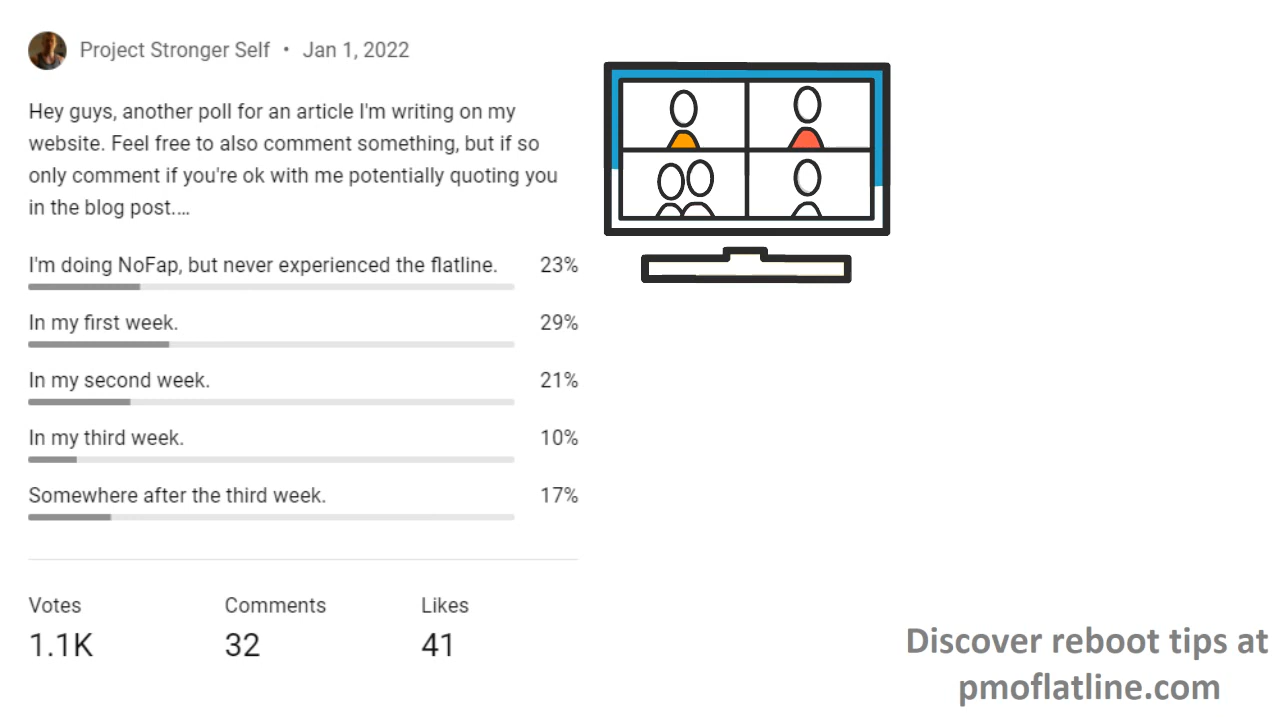 Project Stronger Self • Jan 1, 2022
Hey guys, another poll for an article I'm writing on my
website. Feel free to also comment something, but if so
only comment if you're ok with me potentially quoting you
in the blog post....
I'm doing NoFap, but never experienced the flatline. 23%
In my first week. 29%
In my second week. 21%
In my third week. 10%
Somewhere after the third week. 17%
Votes Comments Likes
1.1K 32 41
Discover reboot tips at
pmoflatline.com